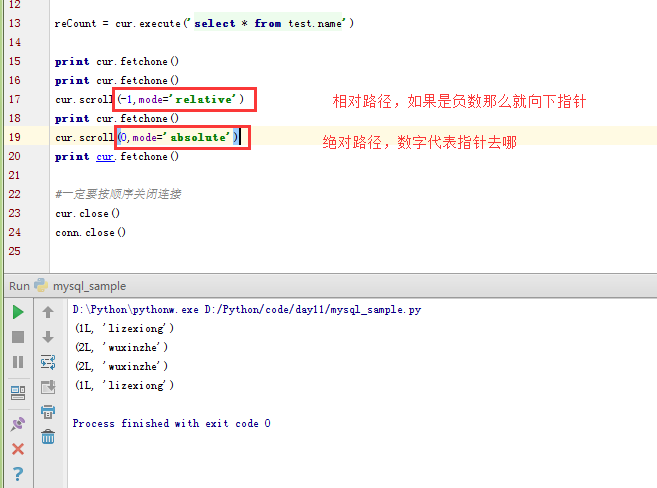 12
13 reCount = cur.execute('select * from test.name')
14
15 print cur.fetchone()
16 print cur.fetchone()
17 cur.scroll(-1,mode='relative') 相对路径，如果是负数那么就向下指针
18 print cur.fetchone()
19 cur.scroll(0,mode='absolute') 绝对路径，数字代表指针去哪
20 print cur.fetchone()
21
22 #一定要按顺序关闭连接
23 cur.close()
24 conn.close()
25
Run mysql_sample
D:\Python\pythonw.exe D:/Python/code/day11/mysql_sample.py
(1L, 'lizexiong')
(2L, 'wuxinzhe')
(2L, 'wuxinzhe')
(1L, 'lizexiong')
Process finished with exit code 0